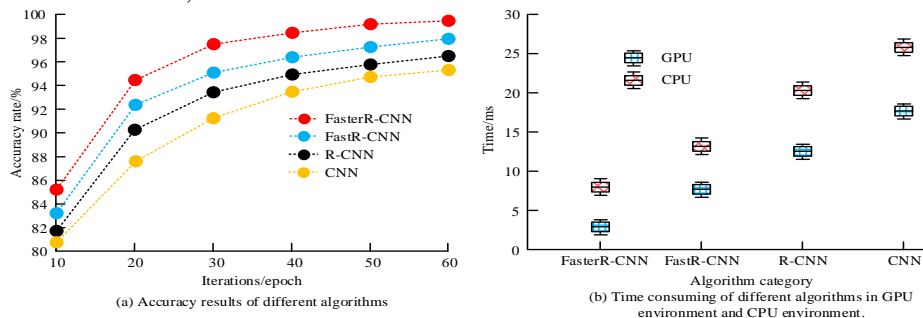 100
98
96
94
92
90
88
86
84
82
80
Accuracy rate/%
FasterR-CNN
FastR-CNN
R-CNN
CNN
10
20
30
40
50
60
Iterations/epoch
(a) Accuracy results of different algorithms
30
25
20
15
10
5
0
Time/ms
GPU
CPU
FasterR-CNN
FastR-CNN
R-CNN
CNN
Algorithm category
(b) Time consuming of different algorithms in GPU
environment and CPU environment.